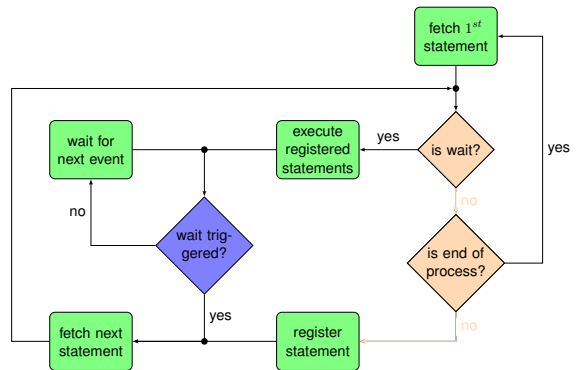 fetch 1st
statement
wait for
next event
execute
registered
statements
yes
is wait?
yes
no
no
wait trig-
gered?
is end of
process?
yes
no
fetch next
statement
register
statement